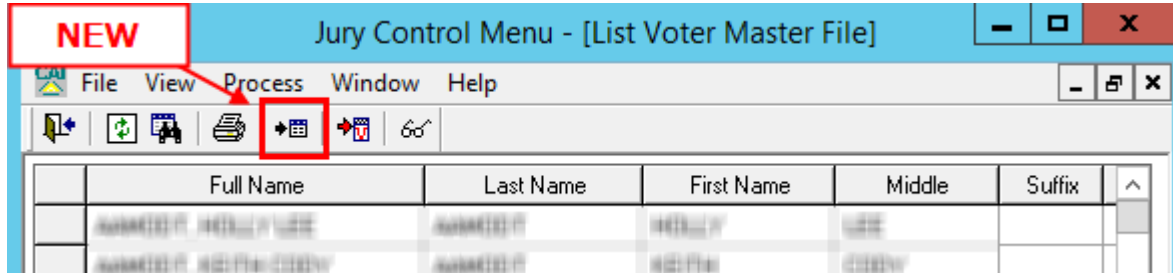 NEW
Jury Control Menu - [List Voter Master File]
CAI File View Process Window Help
Full Name Last Name First Name Middle Suffix